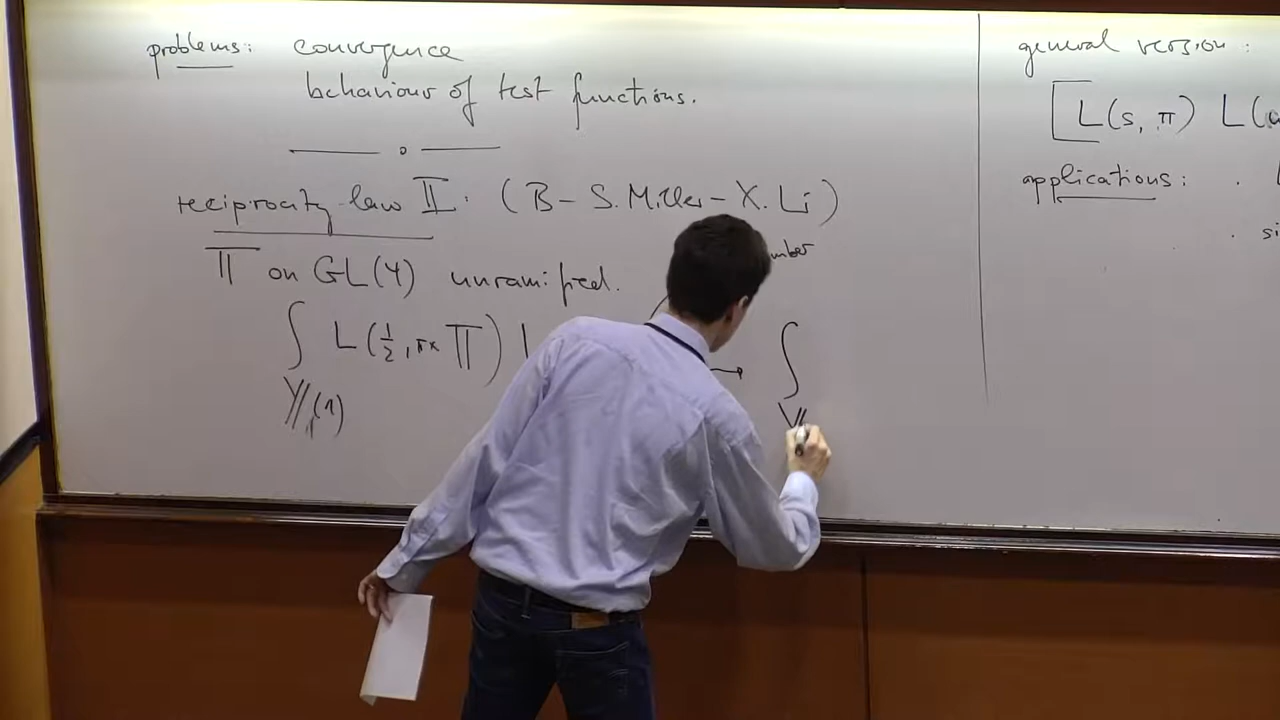 problems: convergence
behaviour of test functions.
reciprocity law II: (B - S. Miller - X. Li)
Π on GL(4) unramified.
∫ L(1/2, π×Π) L → ∫
general version:
[L(s, π) L(
applications: